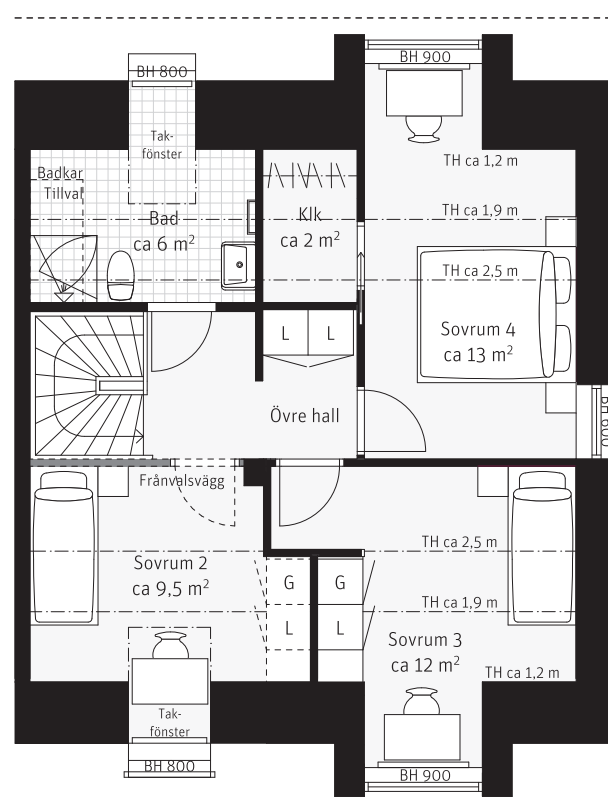 BH 900
BH 800
Tak-
fönster
TH ca 1,2 m
Badkar
Tillval
TH ca 1,9 m
Bad
ca 6 m²
Klk
ca 2 m²
TH ca 2,5 m
Sovrum 4
ca 13 m²
L
L
Övre hall
BH 600
Frånvalsvägg
TH ca 2,5 m
Sovrum 2
ca 9,5 m²
G
G
TH ca 1,9 m
L
L
Sovrum 3
ca 12 m²
TH ca 1,2 m
Tak-
fönster
BH 800
BH 900